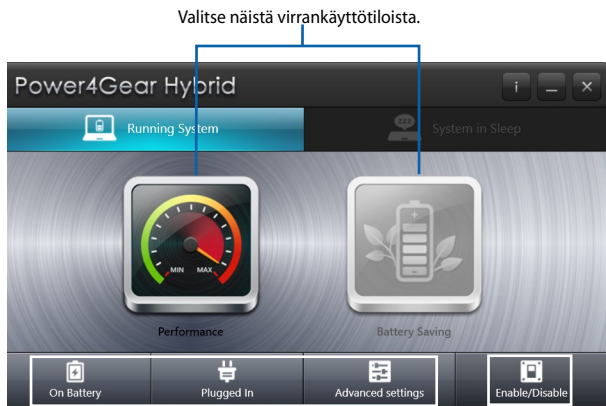 Valitse näistä virrankäyttötiloista.
Power4Gear Hybrid
Running System
zzz
System in Sleep
MIN MAX
Performance
Battery Saving
On Battery
Plugged In
Advanced settings
Enable/Disable